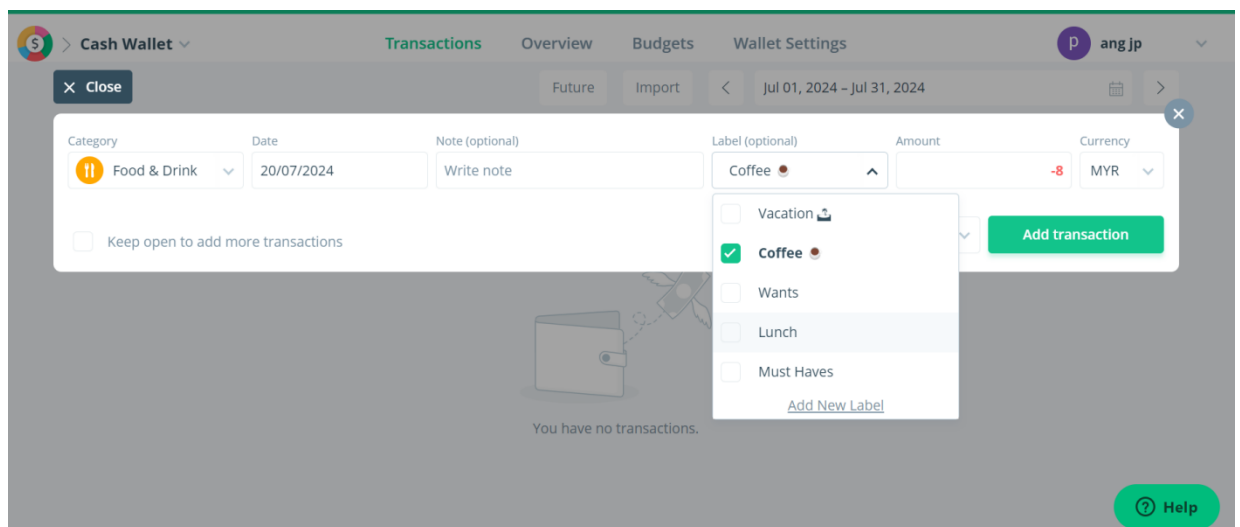 Cash Wallet Transactions Overview Budgets Wallet Settings p ang jp
Close Future Import Jul 01, 2024 – Jul 31, 2024
Category Date Note (optional) Label (optional) Amount Currency
Food & Drink 20/07/2024 Write note Coffee ☕ -8 MYR
Keep open to add more transactions Add transaction
Vacation
Coffee ☕
Wants
Lunch
Must Haves
Add New Label
You have no transactions.
Help